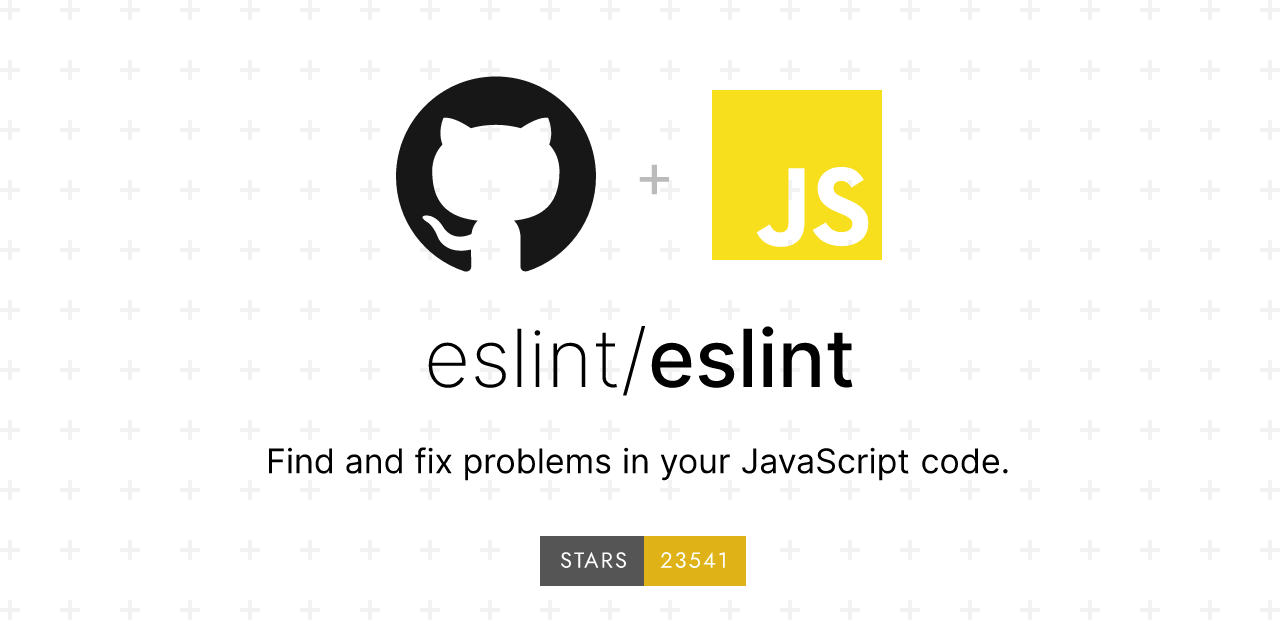 JS
eslint/eslint
Find and fix problems in your JavaScript code.
STARS 23541